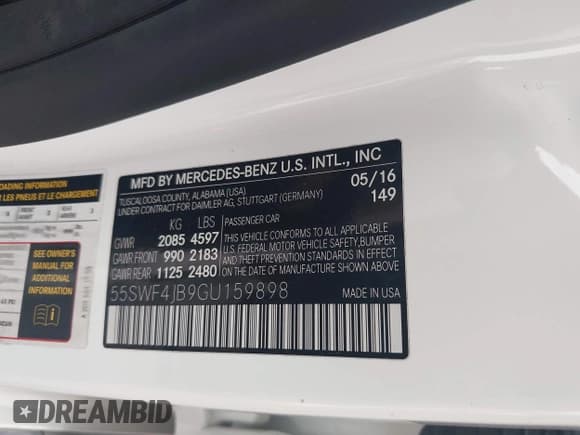 LOADING INFORMATION
R LES PNEUS ET LE CHARGEMENT
SEE OWNER'S
MANUAL FOR
ADDITIONAL
INFORMATION
MFD BY MERCEDES-BENZ U.S. INTL., INC
TUSCALOOSA COUNTY, ALABAMA (USA)
UNDER CONTRACT FOR DAIMLER AG, STUTTGART (GERMANY)
05/16
149
KG LBS
GVWR 2085 4597
GAWR FRONT 990 2183
GAWR REAR 1125 2480
PASSENGER CAR
THIS VEHICLE CONFORMS TO ALL APPLICABLE
U.S. FEDERAL MOTOR VEHICLE SAFETY, BUMPER
AND THEFT PREVENTION STANDARDS IN EFFECT
ON THE DATE OF MANUFACTURE SHOWN ABOVE.
55SWF4JB9GU159898
MADE IN USA
DREAMBID